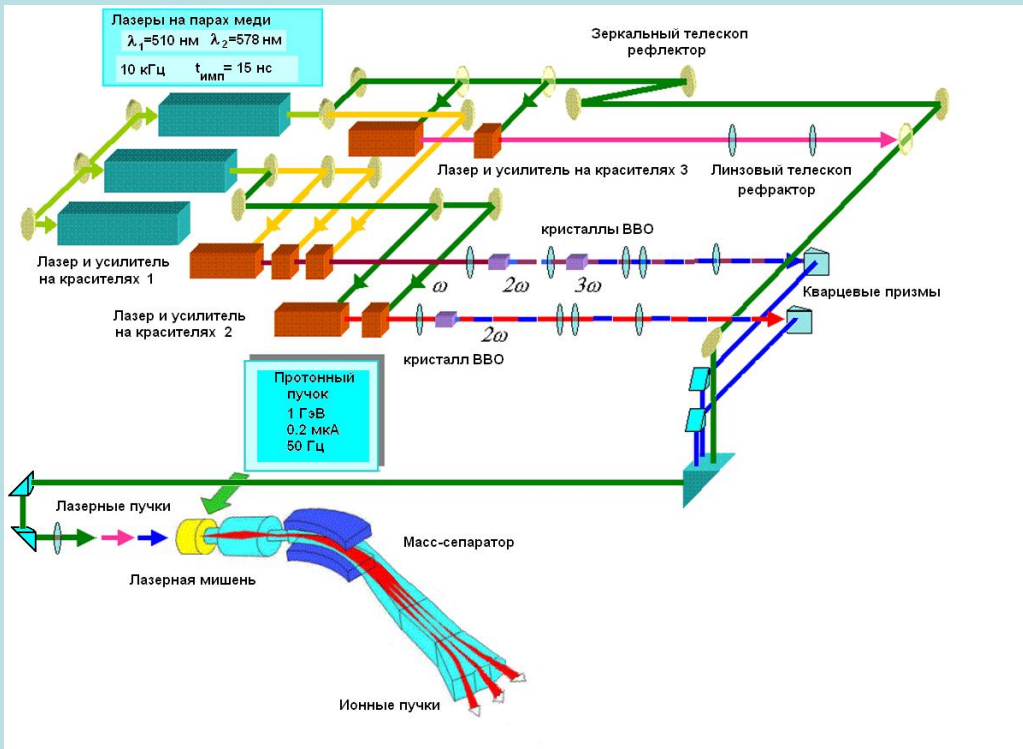 Лазеры на парах меди
λ1=510 нм λ2=578 нм
10 кГц tимп= 15 нс
Зеркальный телескоп
рефлектор
Лазер и усилитель на красителях 3
Линзовый телескоп
рефрактор
Лазер и усилитель
на красителях 1
кристаллы BBO
ω
2ω
3ω
Кварцевые призмы
Лазер и усилитель
на красителях 2
2ω
кристалл BBO
Протонный
пучок
1 ГэВ
0.2 мкА
50 Гц
Лазерные пучки
Масс-сепаратор
Лазерная мишень
Ионные пучки